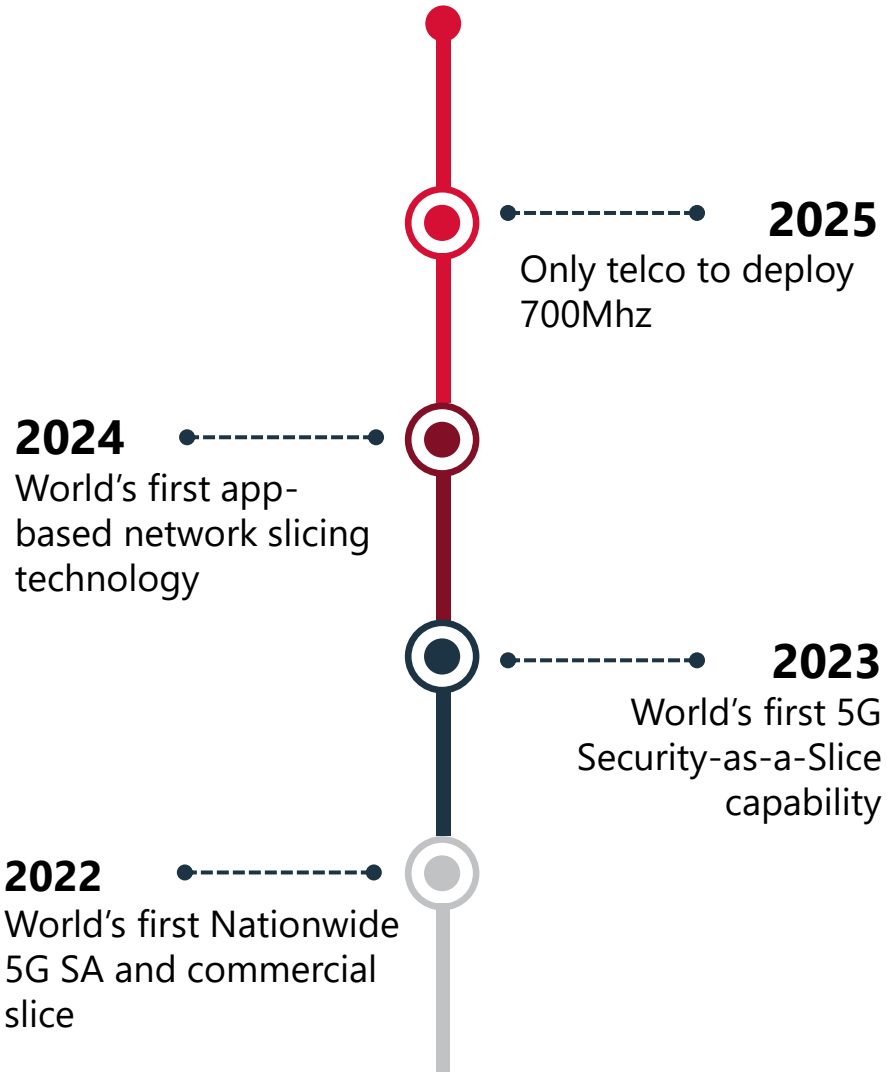 2025
Only telco to deploy
700Mhz
2024
World’s first app-
based network slicing
technology
2023
World’s first 5G
Security-as-a-Slice
capability
2022
World’s first Nationwide
5G SA and commercial
slice